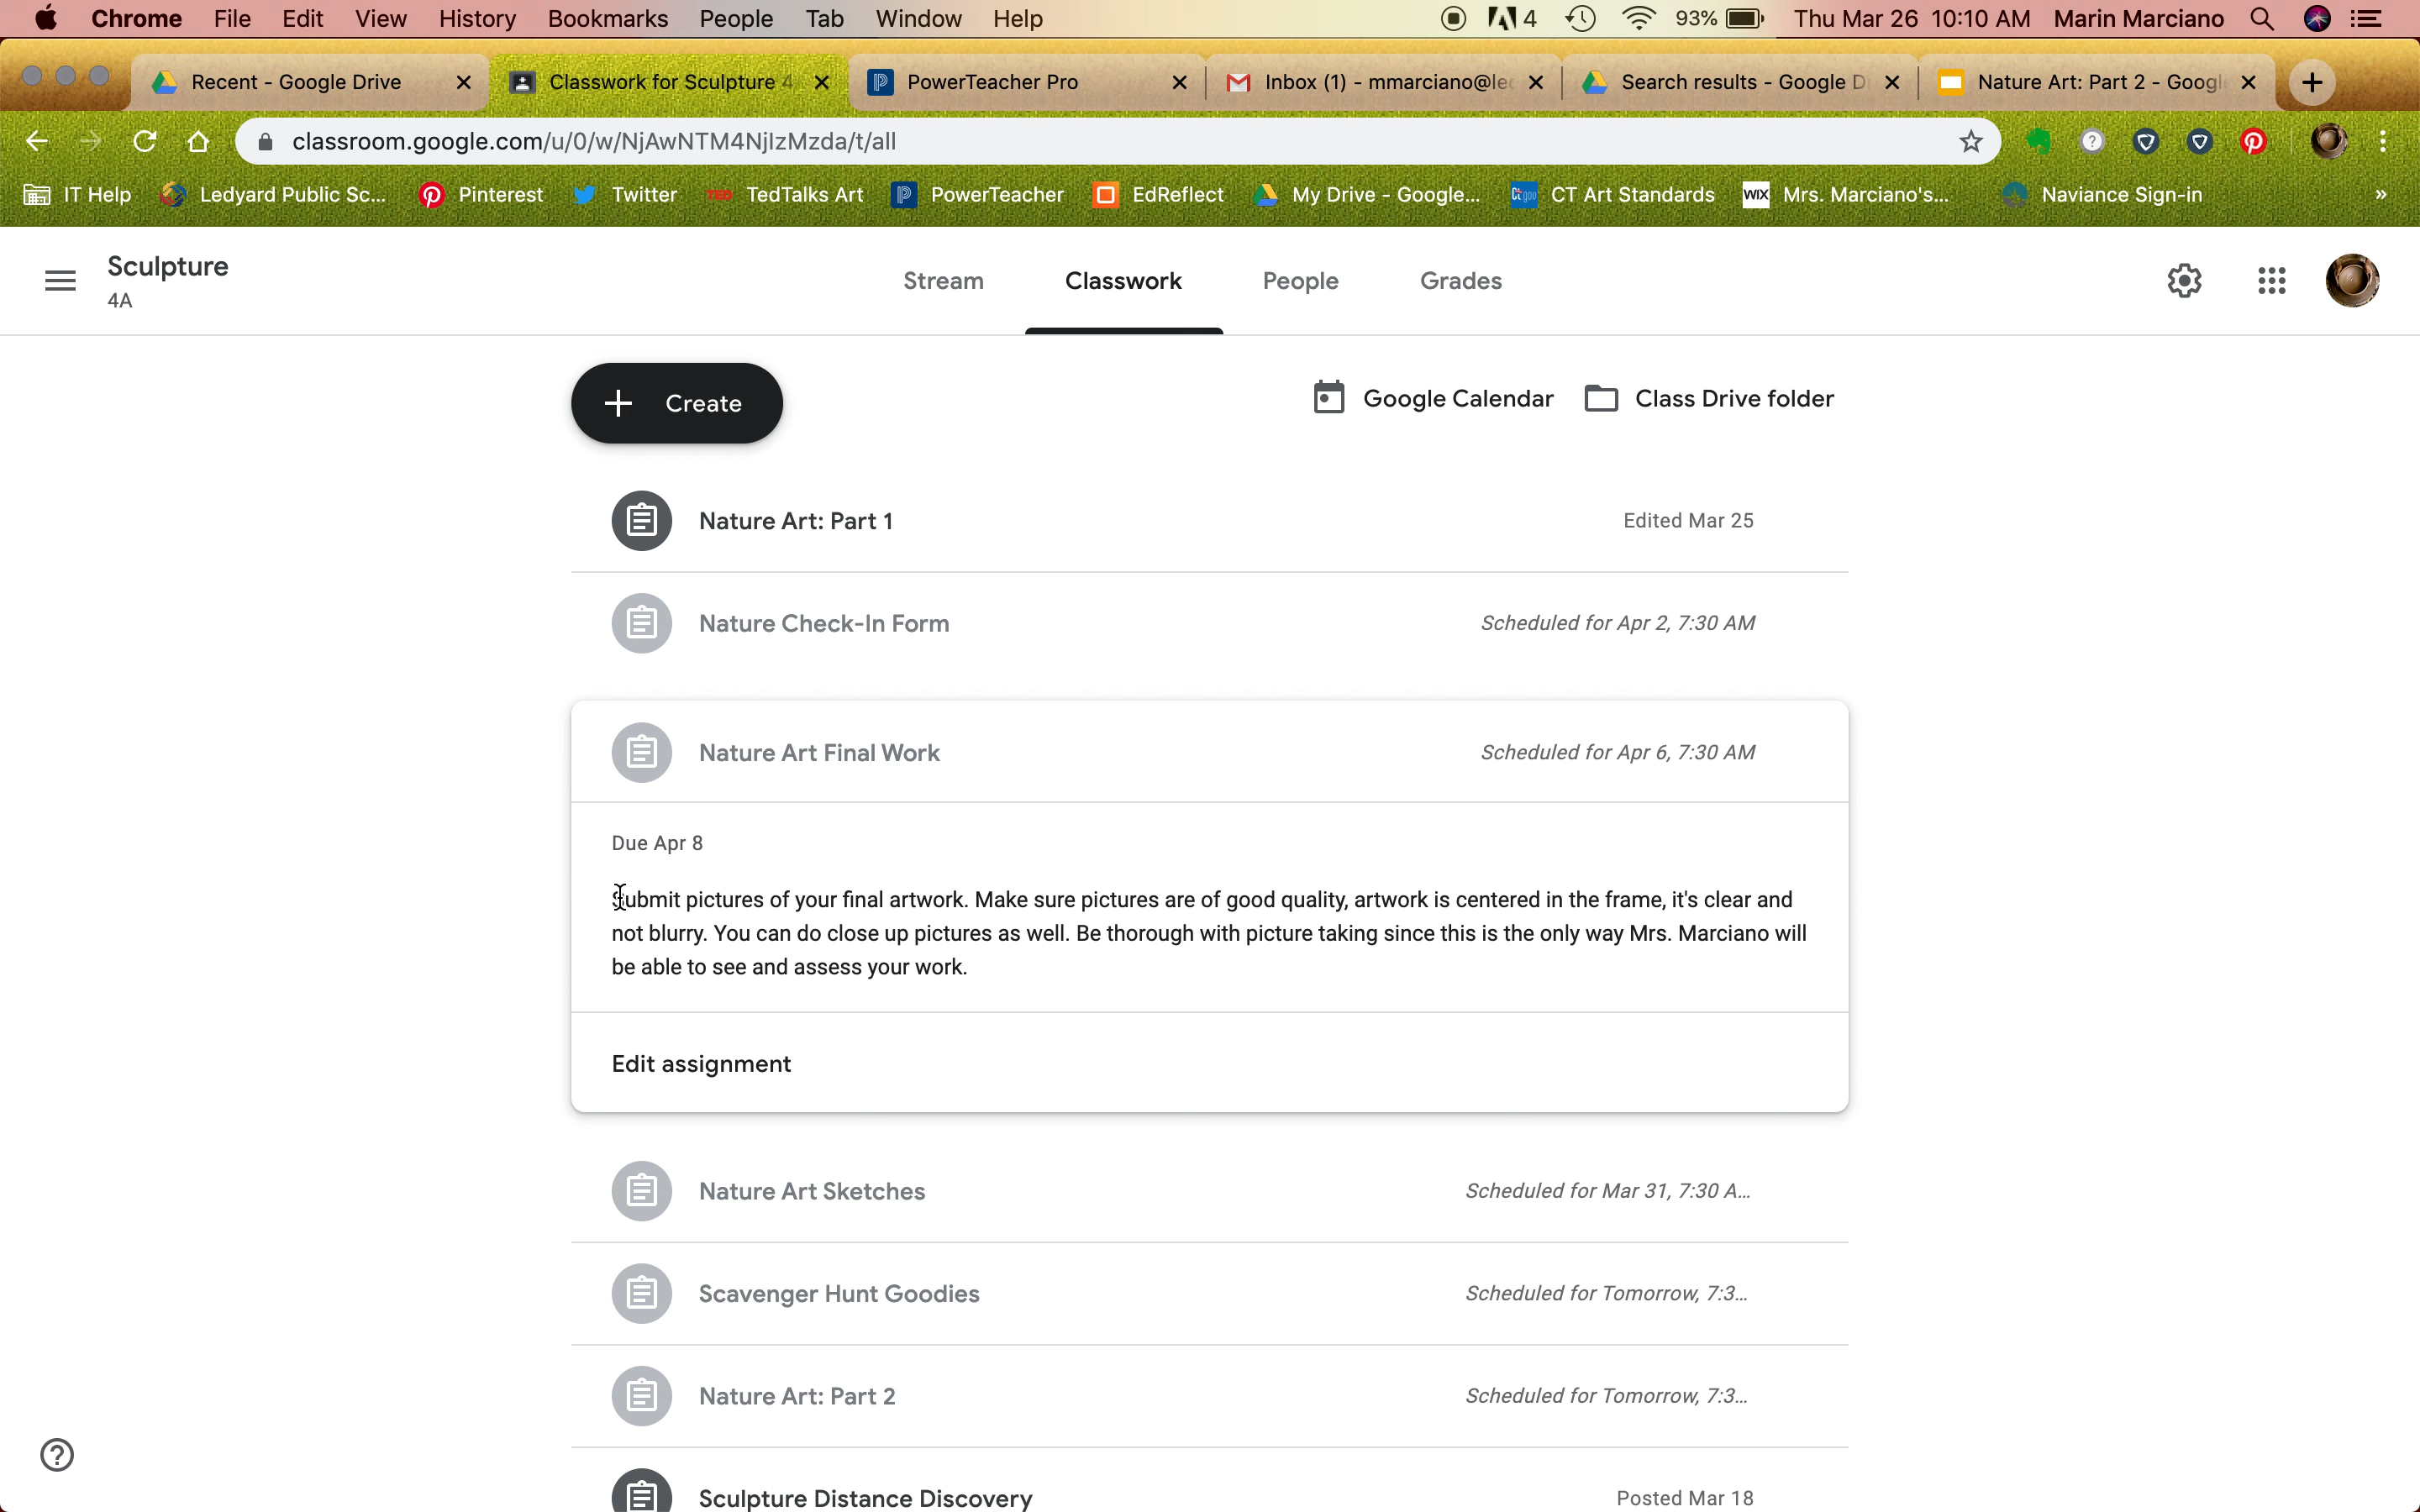 Chrome File Edit View History Bookmarks People Tab Window Help 4 93% Thu Mar 26 10:10 AM Marin Marciano
Recent - Google Drive Classwork for Sculpture 4 PowerTeacher Pro Inbox (1) - mmarciano@le Search results - Google D Nature Art: Part 2 - Googl
classroom.google.com/u/0/w/NjAwNTM4NjIzMzda/t/all
IT Help Ledyard Public Sc... Pinterest Twitter TED TedTalks Art PowerTeacher EdReflect My Drive - Google... CT Art Standards WIX Mrs. Marciano's... Naviance Sign-in »
Sculpture
4A
Stream Classwork People Grades
Create Google Calendar Class Drive folder
Nature Art: Part 1 Edited Mar 25
Nature Check-In Form Scheduled for Apr 2, 7:30 AM
Nature Art Final Work Scheduled for Apr 6, 7:30 AM
Due Apr 8
Submit pictures of your final artwork. Make sure pictures are of good quality, artwork is centered in the frame, it's clear and
not blurry. You can do close up pictures as well. Be thorough with picture taking since this is the only way Mrs. Marciano will
be able to see and assess your work.
Edit assignment
Nature Art Sketches Scheduled for Mar 31, 7:30 A...
Scavenger Hunt Goodies Scheduled for Tomorrow, 7:3...
Nature Art: Part 2 Scheduled for Tomorrow, 7:3...
Sculpture Distance Discovery Posted Mar 18